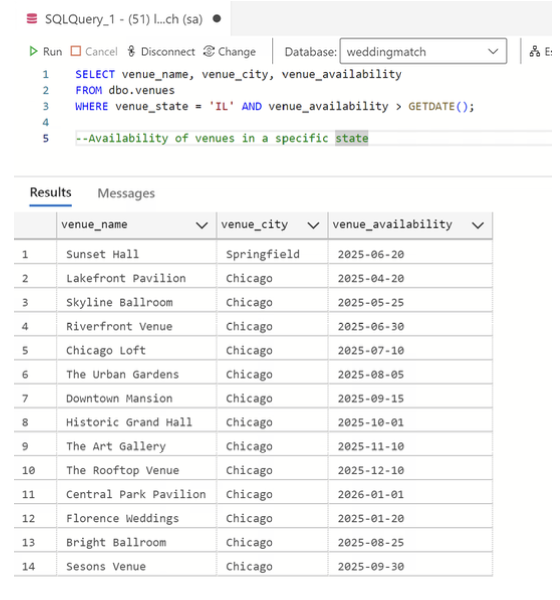 SQLQuery_1 - (51) l...ch (sa)
Run Cancel Disconnect Change Database: weddingmatch Es
1 SELECT venue_name, venue_city, venue_availability
2 FROM dbo.venues
3 WHERE venue_state = 'IL' AND venue_availability > GETDATE();
4
5 --Availability of venues in a specific state
Results Messages
venue_name venue_city venue_availability
1 Sunset Hall Springfield 2025-06-20
2 Lakefront Pavilion Chicago 2025-04-20
3 Skyline Ballroom Chicago 2025-05-25
4 Riverfront Venue Chicago 2025-06-30
5 Chicago Loft Chicago 2025-07-10
6 The Urban Gardens Chicago 2025-08-05
7 Downtown Mansion Chicago 2025-09-15
8 Historic Grand Hall Chicago 2025-10-01
9 The Art Gallery Chicago 2025-11-10
10 The Rooftop Venue Chicago 2025-12-10
11 Central Park Pavilion Chicago 2026-01-01
12 Florence Weddings Chicago 2025-01-20
13 Bright Ballroom Chicago 2025-08-25
14 Sesons Venue Chicago 2025-09-30